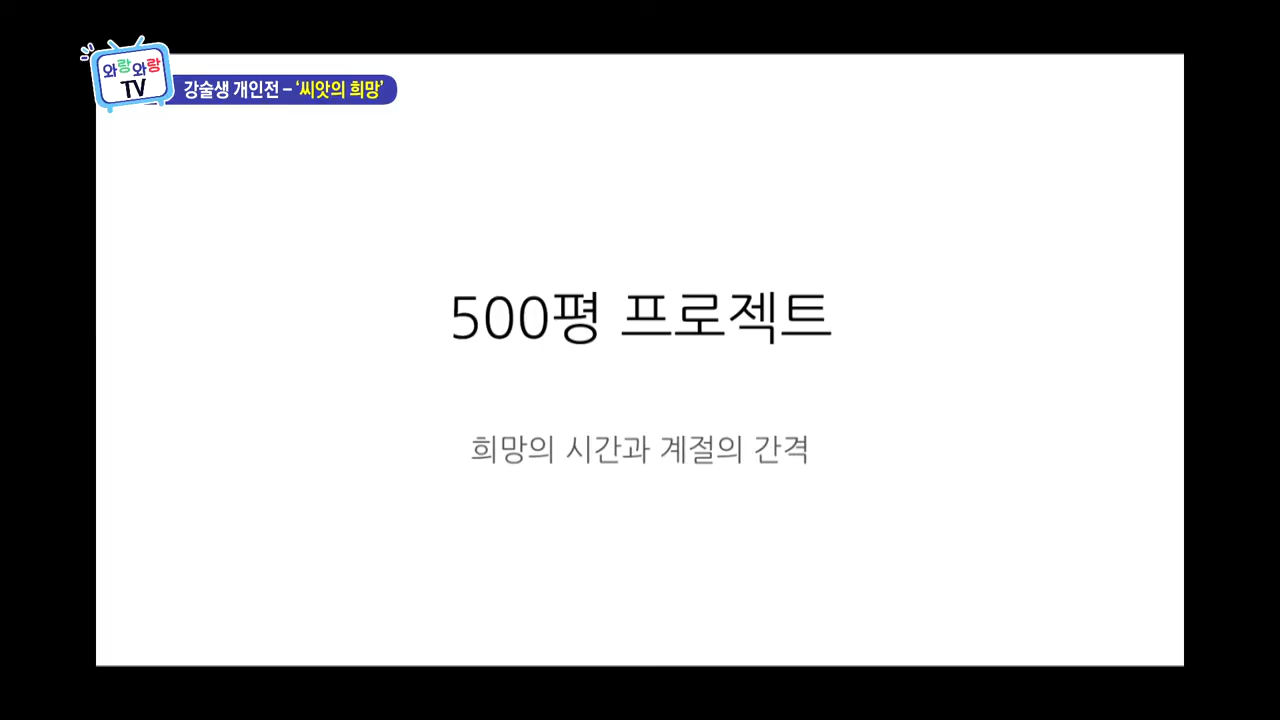 와랑와랑
TV
강술생 개인전 – ‘씨앗의 희망’
500평 프로젝트
희망의 시간과 계절의 간격